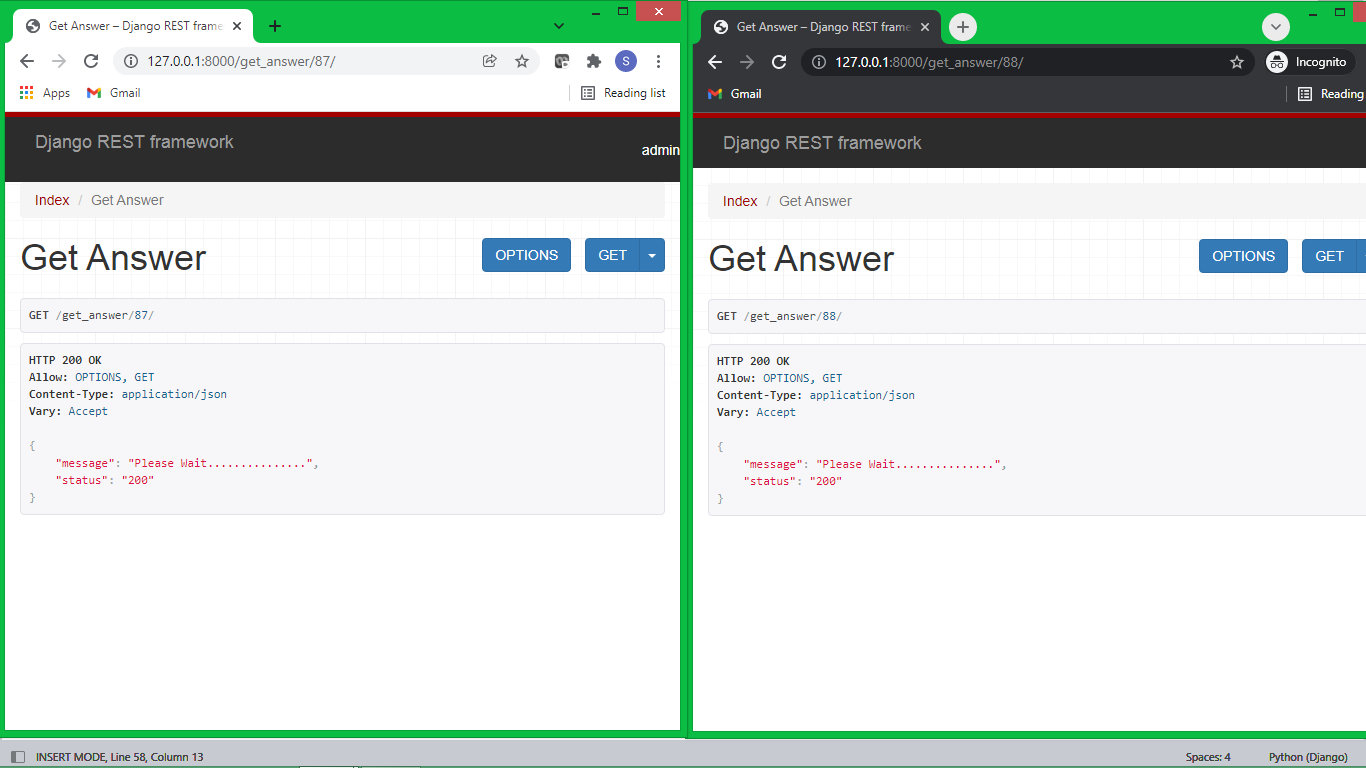 Get Answer – Django REST frame
127.0.0.1:8000/get_answer/87/
S
Apps
Gmail
Reading list
Django REST framework
admin
Index / Get Answer
Get Answer
OPTIONS
GET
GET /get_answer/87/
HTTP 200 OK
Allow: OPTIONS, GET
Content-Type: application/json
Vary: Accept
{
"message": "Please Wait...............",
"status": "200"
}
Get Answer – Django REST frame
127.0.0.1:8000/get_answer/88/
Incognito
Gmail
Reading
Django REST framework
Index / Get Answer
Get Answer
OPTIONS
GET
GET /get_answer/88/
HTTP 200 OK
Allow: OPTIONS, GET
Content-Type: application/json
Vary: Accept
{
"message": "Please Wait...............",
"status": "200"
}
INSERT MODE, Line 58, Column 13
Spaces: 4
Python (Django)